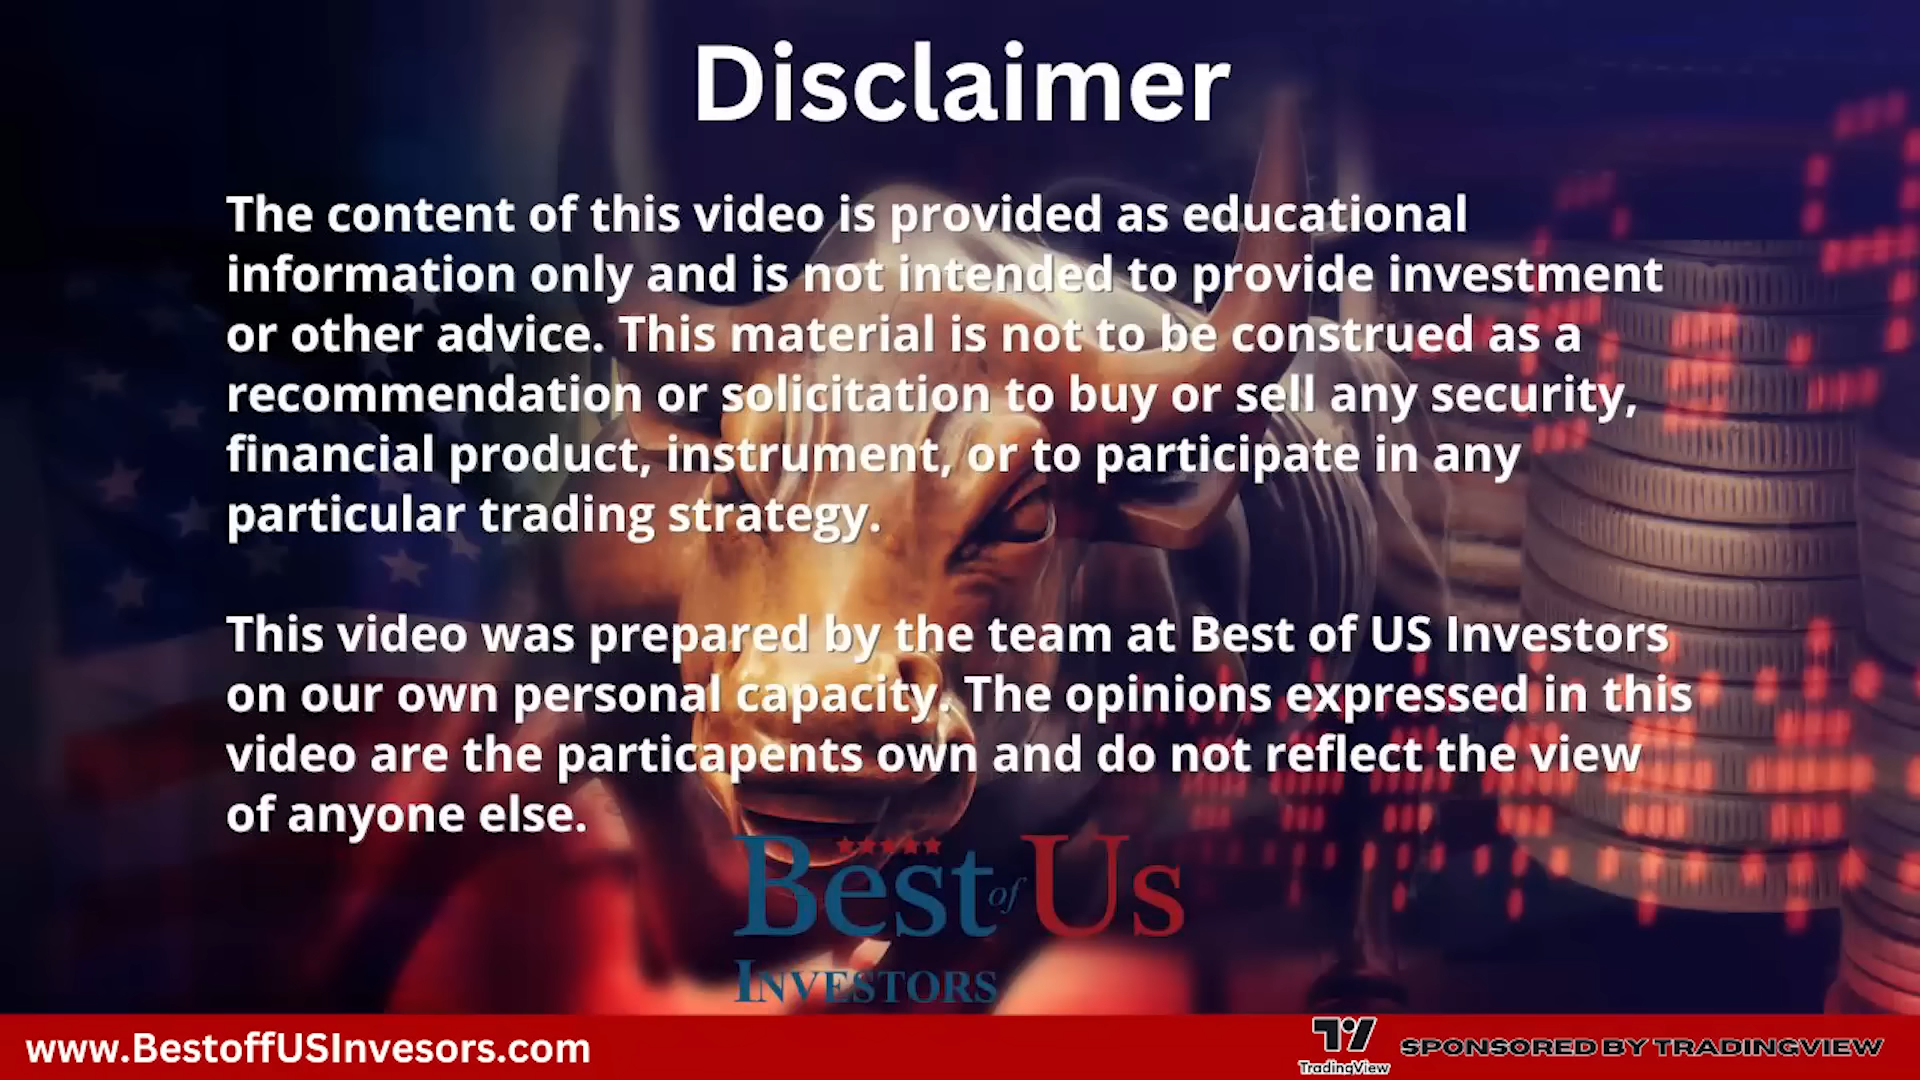 Disclaimer
The content of this video is provided as educational
information only and is not intended to provide investment
or other advice. This material is not to be construed as a
recommendation or solicitation to buy or sell any security,
financial product, instrument, or to participate in any
particular trading strategy.
This video was prepared by the team at Best of US Investors
on our own personal capacity. The opinions expressed in this
video are the particapents own and do not reflect the view
of anyone else.
Best of Us
Investors
www.BestoffUSInvesors.com
TradingView
SPONSORED BY TRADINGVIEW